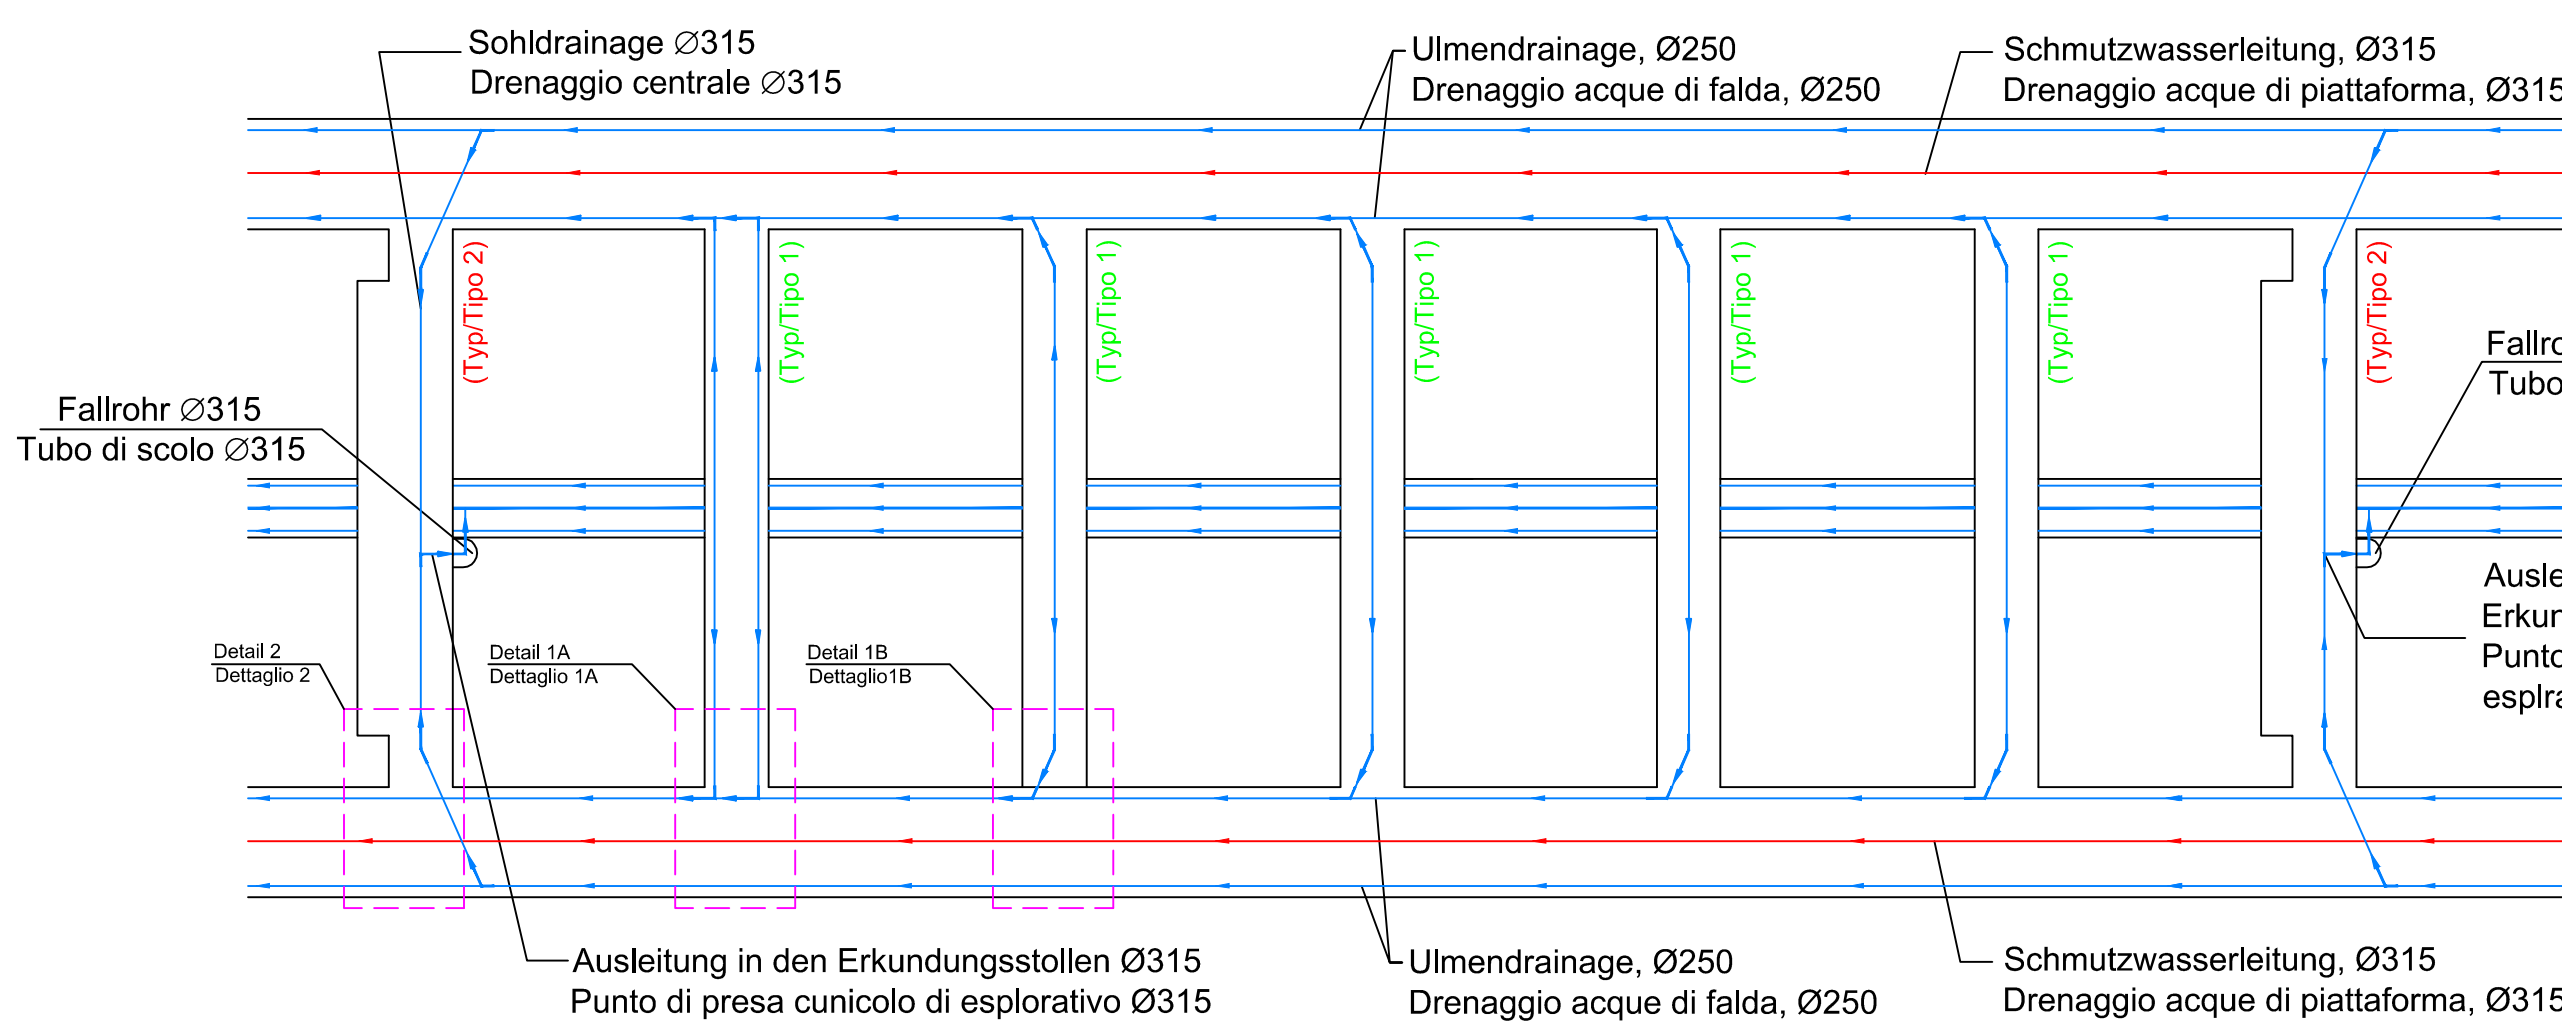 Sohldrainage ∅315
Drenaggio centrale ∅315
Ulmendrainage, Ø250
Drenaggio acque di falda, Ø250
Schmutzwasserleitung, Ø315
Drenaggio acque di piattaforma, Ø315
(Typ/Tipo 2)
(Typ/Tipo 1)
(Typ/Tipo 1)
(Typ/Tipo 1)
(Typ/Tipo 1)
(Typ/Tipo 1)
(Typ/Tipo 2)
Fallrohr ∅315
Tubo di scolo ∅315
Tubo
Detail 2
Dettaglio 2
Detail 1A
Dettaglio 1A
Detail 1B
Dettaglio1B
Punto
Ausleitung in den Erkundungsstollen Ø315
Punto di presa cunicolo di esplorativo Ø315
Ulmendrainage, Ø250
Drenaggio acque di falda, Ø250
Schmutzwasserleitung, Ø315
Drenaggio acque di piattaforma, Ø315